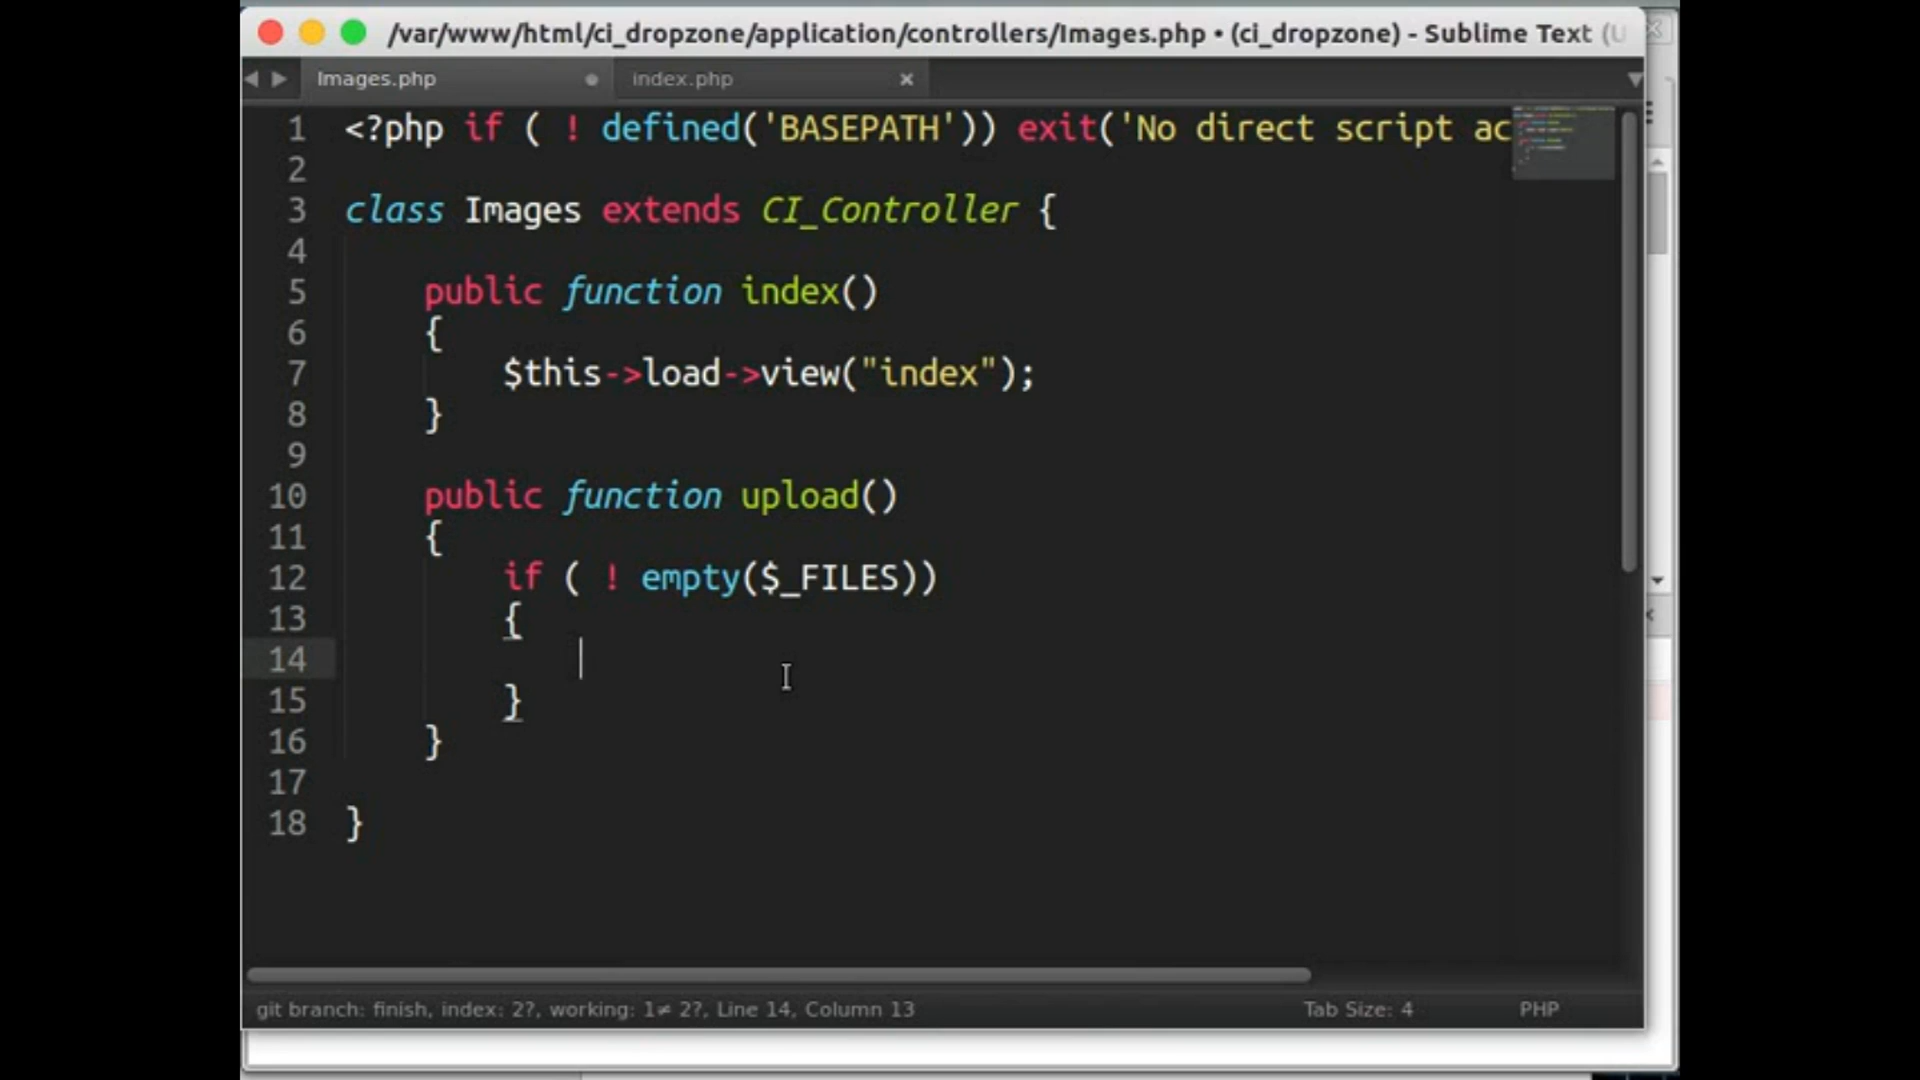 /var/www/html/ci_dropzone/application/controllers/Images.php • (ci_dropzone) - Sublime Text (U
Images.php
index.php
1 <?php if ( ! defined('BASEPATH')) exit('No direct script ac
2
3 class Images extends CI_Controller {
4
5 public function index()
6 {
7 $this->load->view("index");
8 }
9
10 public function upload()
11 {
12 if ( ! empty($_FILES))
13 {
14
15 }
16 }
17
18 }
git branch: finish, index: 2?, working: 1≠ 2?, Line 14, Column 13
Tab Size: 4
PHP